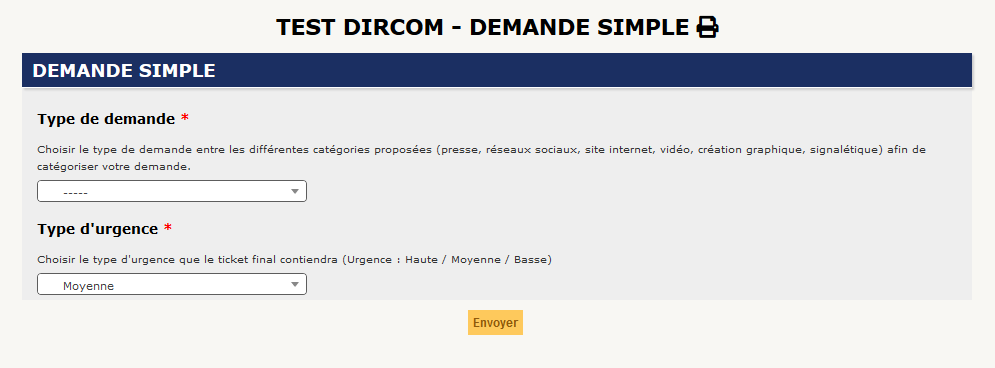 TEST DIRCOM - DEMANDE SIMPLE
DEMANDE SIMPLE
Type de demande *
Choisir le type de demande entre les différentes catégories proposées (presse, réseaux sociaux, site internet, vidéo, création graphique, signalétique) afin de
catégoriser votre demande.
-----
Type d'urgence *
Choisir le type d'urgence que le ticket final contiendra (Urgence : Haute / Moyenne / Basse)
Moyenne
Envoyer